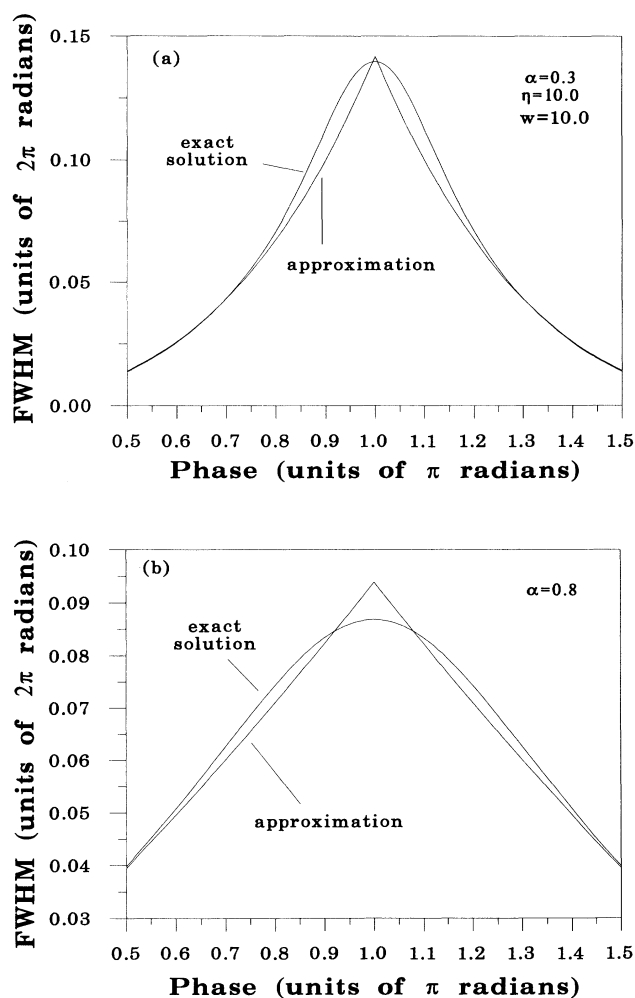 (a)
α=0.3
η=10.0
w=10.0
exact
solution
approximation
FWHM (units of 2π radians)
0.15
0.10
0.05
0.00
0.5 0.6 0.7 0.8 0.9 1.0 1.1 1.2 1.3 1.4 1.5
Phase (units of π radians)
(b)
α=0.8
exact
solution
approximation
FWHM (units of 2π radians)
0.10
0.09
0.08
0.07
0.06
0.05
0.04
0.03
0.5 0.6 0.7 0.8 0.9 1.0 1.1 1.2 1.3 1.4 1.5
Phase (units of π radians)